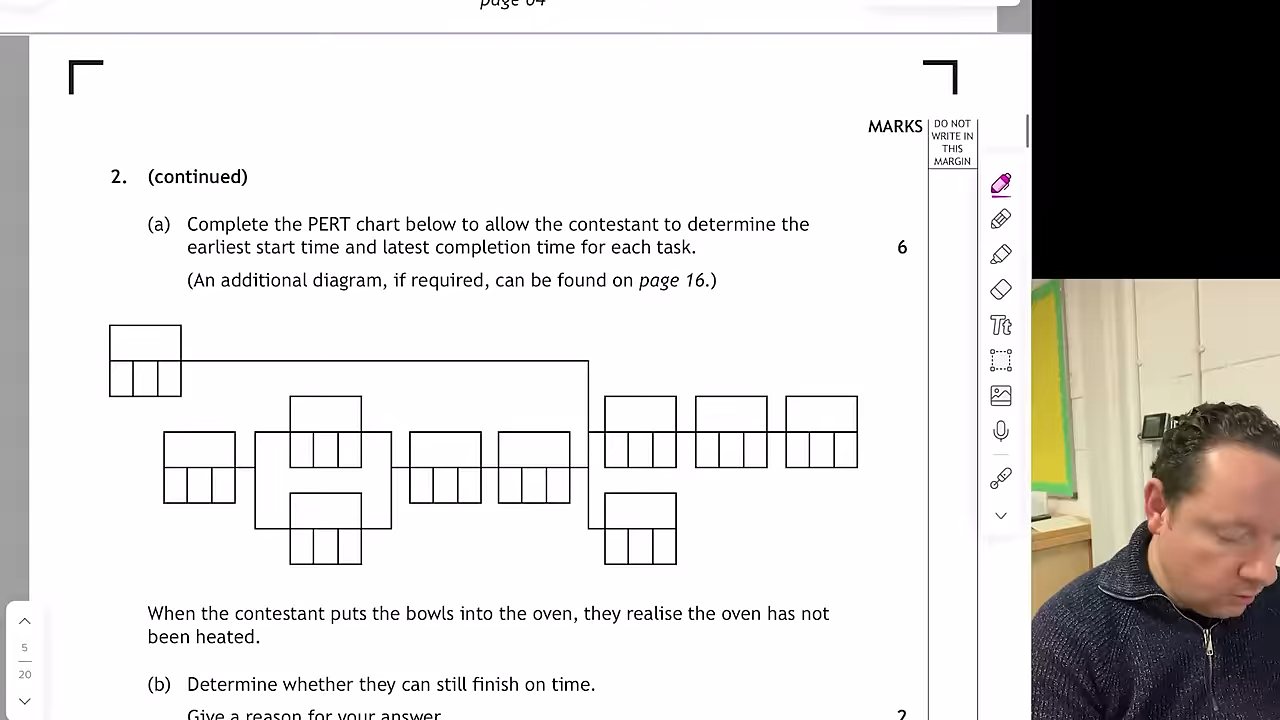 page 04
MARKS
DO NOT
WRITE IN
THIS
MARGIN
2. (continued)
(a) Complete the PERT chart below to allow the contestant to determine the
earliest start time and latest completion time for each task.
6
(An additional diagram, if required, can be found on page 16.)
Tt
When the contestant puts the bowls into the oven, they realise the oven has not
been heated.
5
20
(b) Determine whether they can still finish on time.
Give a reason for your answer.
2